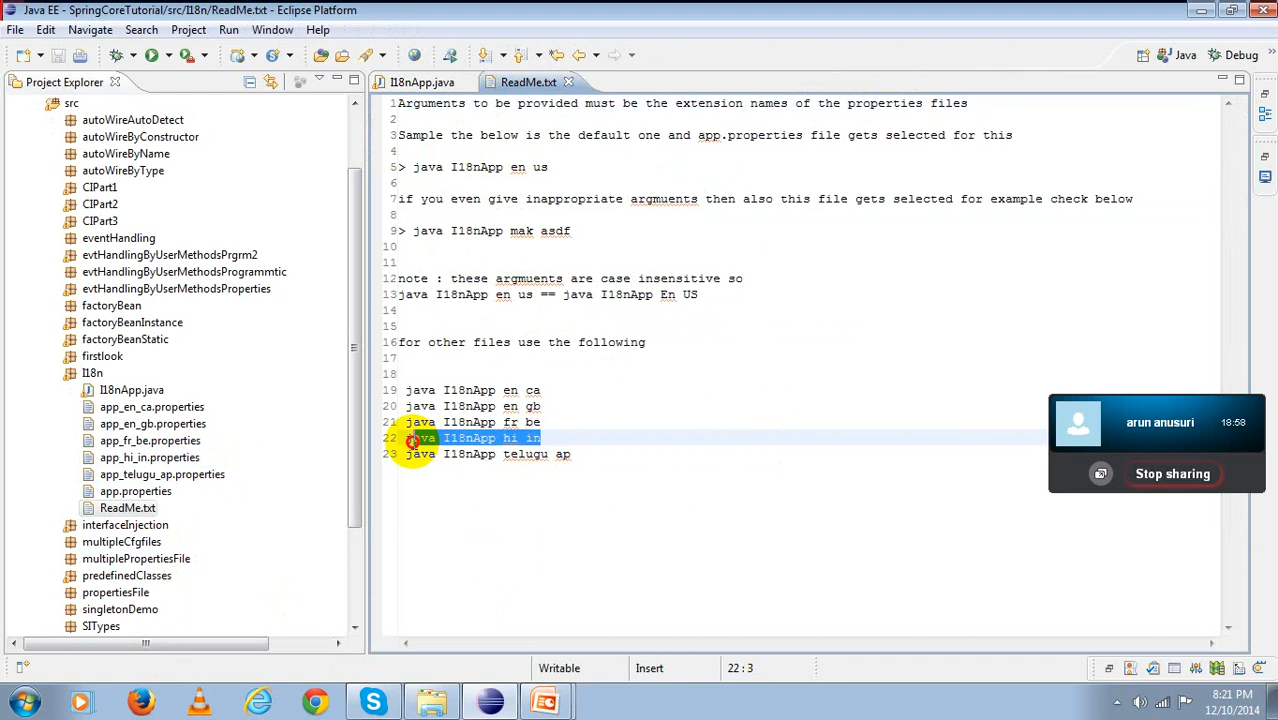 Java EE - SpringCoreTutorial/src/I18n/ReadMe.txt - Eclipse Platform
File Edit Navigate Search Project Run Window Help
Java Debug
Project Explorer
src
autoWireAutoDetect
autoWireByConstructor
autoWireByName
autoWireByType
CIPart1
CIPart2
CIPart3
eventHandling
evtHandlingByUserMethodsPrgrm2
evtHandlingByUserMethodsProgrammtic
evtHandlingByUserMethodsProperties
factoryBean
factoryBeanInstance
factoryBeanStatic
firstlook
I18n
I18nApp.java
app_en_ca.properties
app_en_gb.properties
app_fr_be.properties
app_hi_in.properties
app_telugu_ap.properties
app.properties
ReadMe.txt
interfaceInjection
multipleCfgfiles
multiplePropertiesFile
predefinedClasses
propertiesFile
singletonDemo
SITypes
I18nApp.java ReadMe.txt
1 Arguments to be provided must be the extension names of the properties files
2
3 Sample the below is the default one and app.properties file gets selected for this
4
5 > java I18nApp en us
6
7 if you even give inappropriate argmuents then also this file gets selected for example check below
8
9 > java I18nApp mak asdf
10
11
12 note : these argmuents are case insensitive so
13 java I18nApp en us == java I18nApp En US
14
15
16 for other files use the following
17
18
19 java I18nApp en ca
20 java I18nApp en gb
21 java I18nApp fr be
22 java I18nApp hi in
23 java I18nApp telugu ap
arun anusuri 18:58
Stop sharing
Writable Insert 22 : 3
8:21 PM
12/10/2014